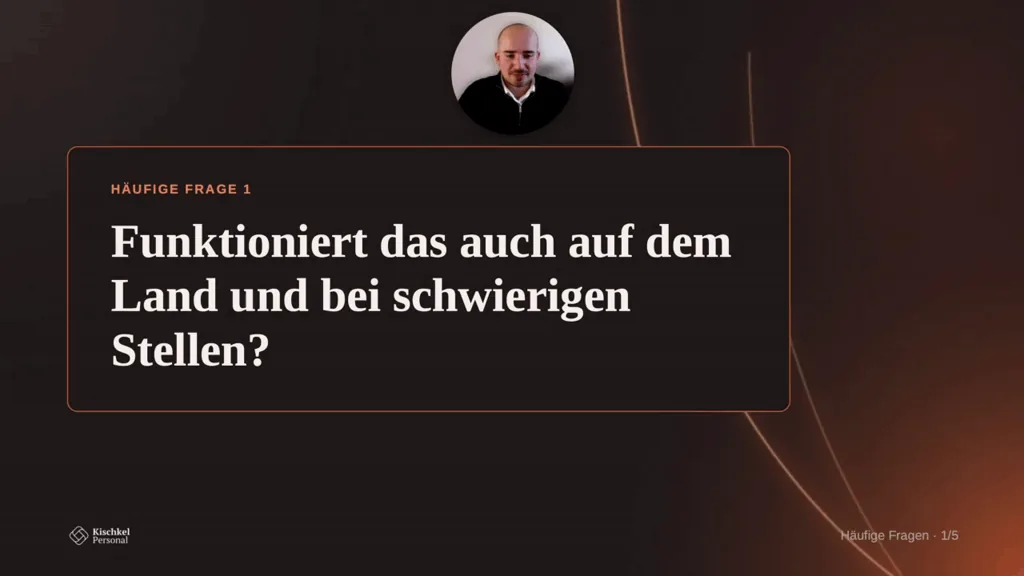 HÄUFIGE FRAGE 1
Funktioniert das auch auf dem
Land und bei schwierigen
Stellen?
Kischkel
Personal
Häufige Fragen · 1/5